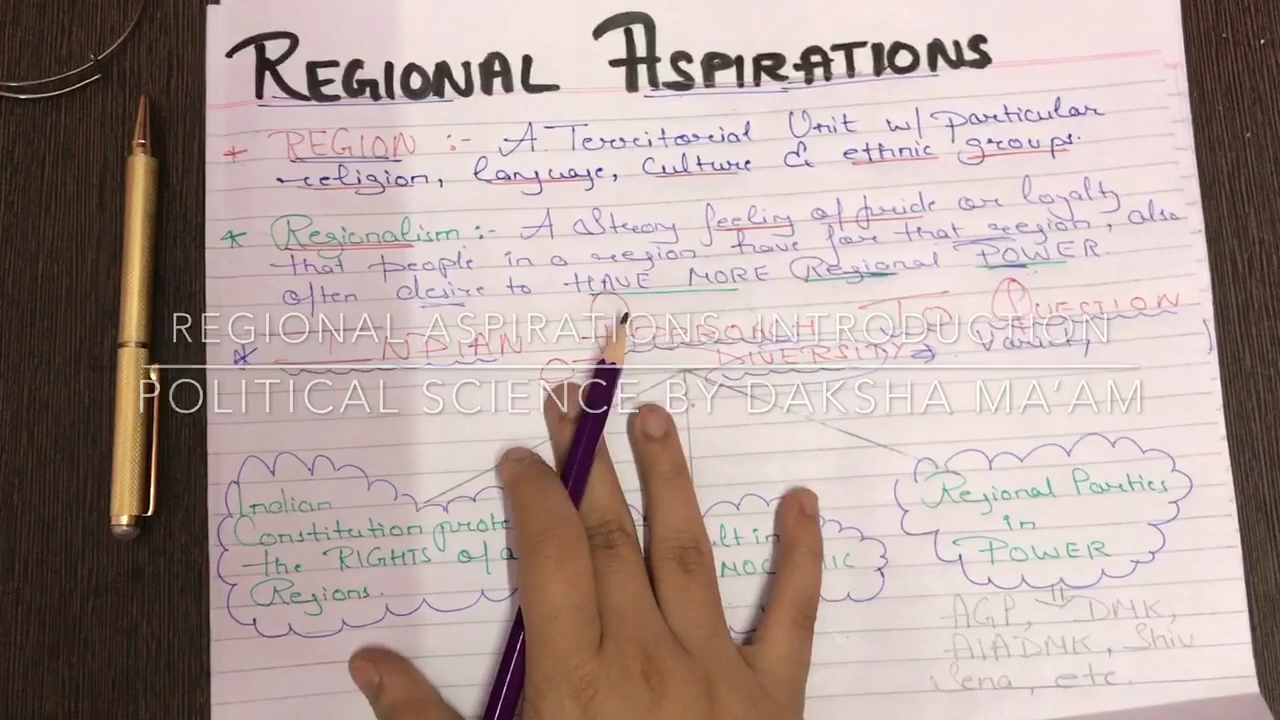 REGIONAL ASPIRATIONS
* REGION :- A Territorial Unit w/ particular
religion, language, culture & ethnic groups.
* Regionalism :- A Strong feeling of pride or loyalty
that people in a region have for that region, also
often desire to HAVE MORE Regional POWER.
REGIONAL ASPIRATIONS: INTRODUCTION
POLITICAL SCIENCE BY DAKSHA MA'AM
* INDIAN TO QUESTION
DIVERSITY → Variety
Indian
Constitution
the RIGHTS of
Regions.
Regional Parties
in
POWER
AGP, DMK,
AIADMK, Shiv
Sena, etc.